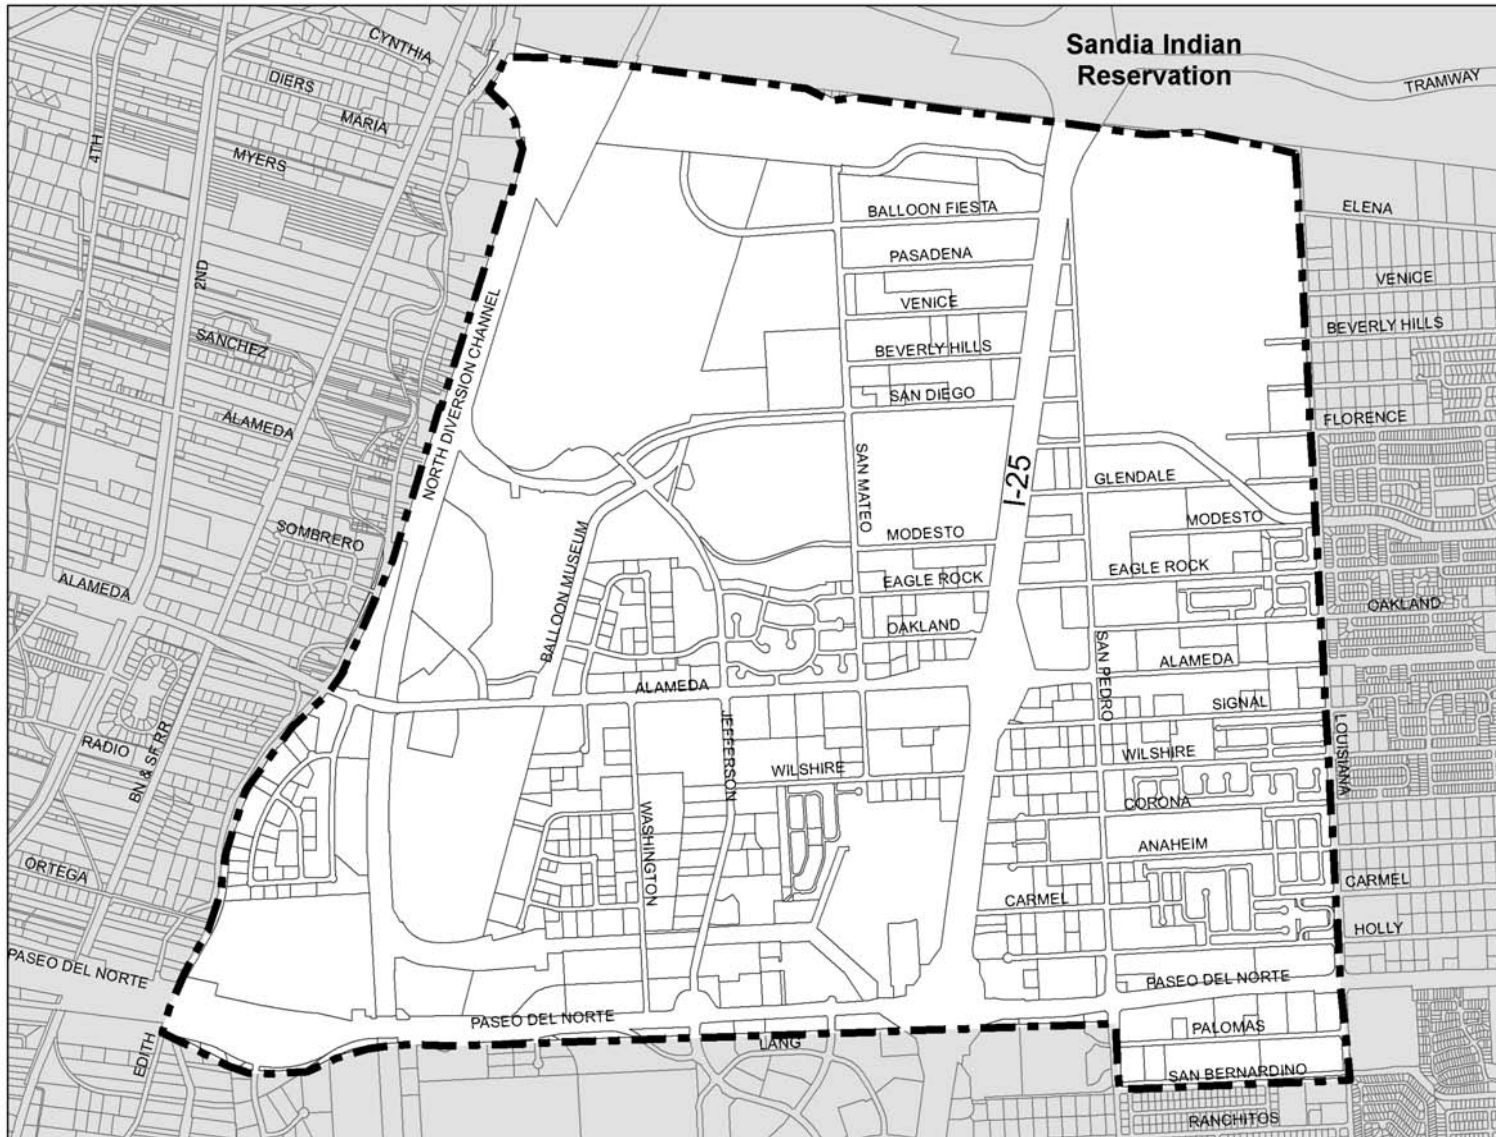 Sandia Indian
Reservation
CYNTHIA
DIERS
MARIA
TRAMWAY
4TH
MYERS
2ND
ELENA
BALLOON FIESTA
PASADENA
VENICE
VENICE
BEVERLY HILLS
BEVERLY HILLS
SANCHEZ
NORTH DIVERSION CHANNEL
SAN DIEGO
ALAMEDA
FLORENCE
SAN MATEO
I-25
GLENDALE
SOMBRERO
MODESTO
MODESTO
EAGLE ROCK
EAGLE ROCK
ALAMEDA
BALLOON MUSEUM
OAKLAND
OAKLAND
SAN PEDRO
ALAMEDA
ALAMEDA
SIGNAL
JEFFERSON
LOUISIANA
RADIO
BN & SF RR
WILSHIRE
WILSHIRE
WASHINGTON
CORONA
ANAHEIM
ORTEGA
CARMEL
CARMEL
HOLLY
PASEO DEL NORTE
PASEO DEL NORTE
PASEO DEL NORTE
EDITH
LANG
PALOMAS
SAN BERNARDINO
RANCHITOS